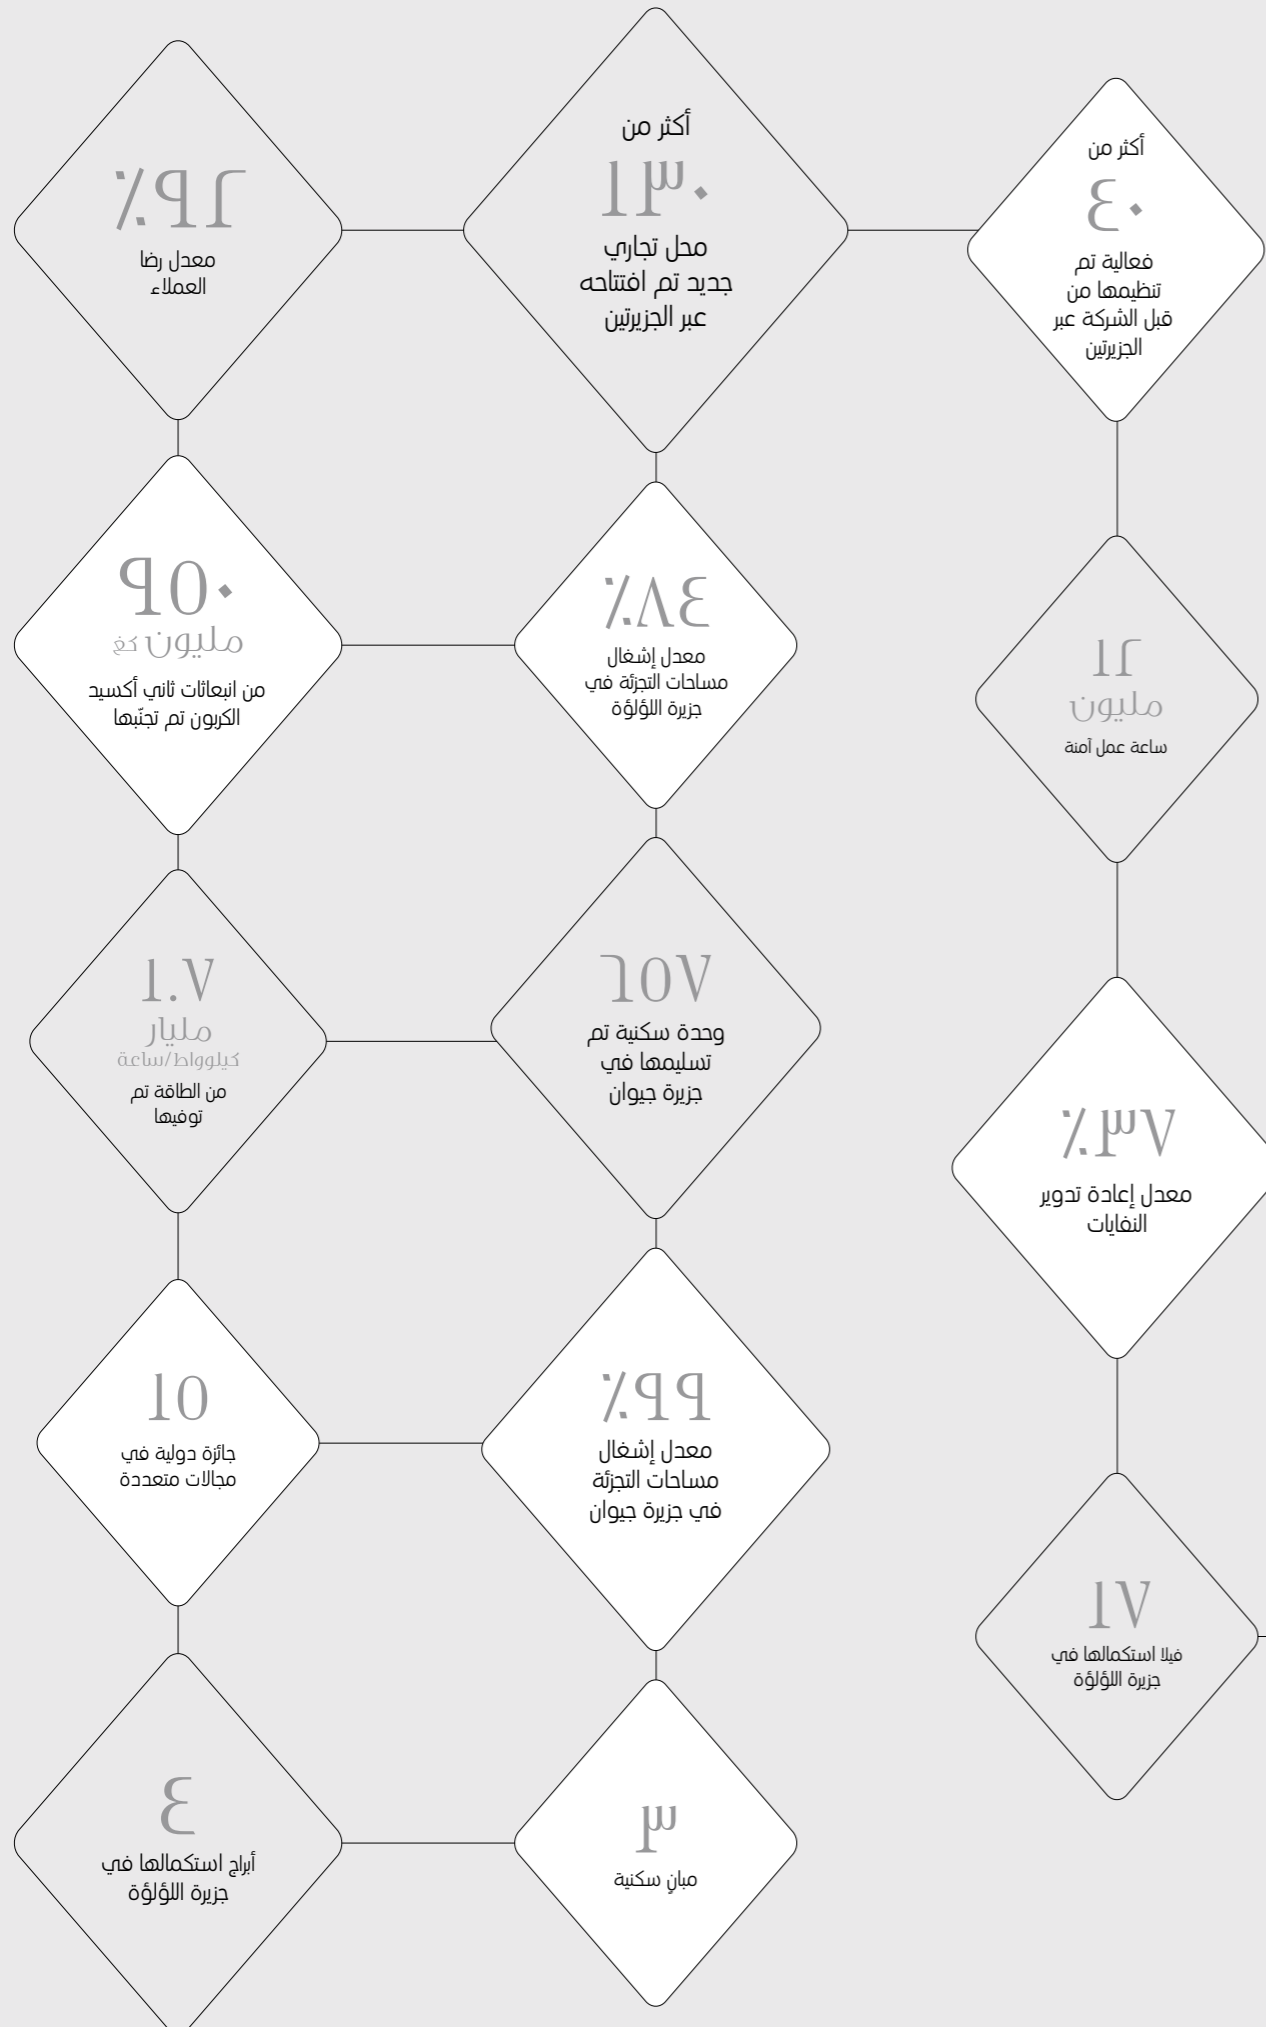 أكثر من
٤٠
فعالية تم
تنظيمها من
قبل الشركة عبر
الجزيرتين
١٢
مليون
ساعة عمل آمنة
٣٧٪
معدل إعادة تدوير
النفايات
١٧
فيلا استكمالها في
جزيرة اللؤلؤة
أكثر من
١٣٠
محل تجاري
جديد تم افتتاحه
عبر الجزيرتين
٨٤٪
معدل إشغال
مساحات التجزئة في
جزيرة اللؤلؤة
٦٥٧
وحدة سكنية تم
تسليمها في
جزيرة جيوان
٩٩٪
معدل إشغال
مساحات التجزئة
في جزيرة جيوان
٣
مبانٍ سكنية
٩٢٪
معدل رضا
العملاء
٩٥٠
مليون كغ
من انبعاثات ثاني أكسيد
الكربون تم تجنّبها
١.٧
مليار
كيلوواط/ساعة
من الطاقة تم
توفيها
١٥
جائزة دولية في
مجالات متعددة
٤
أبراج استكمالها في
جزيرة اللؤلؤة